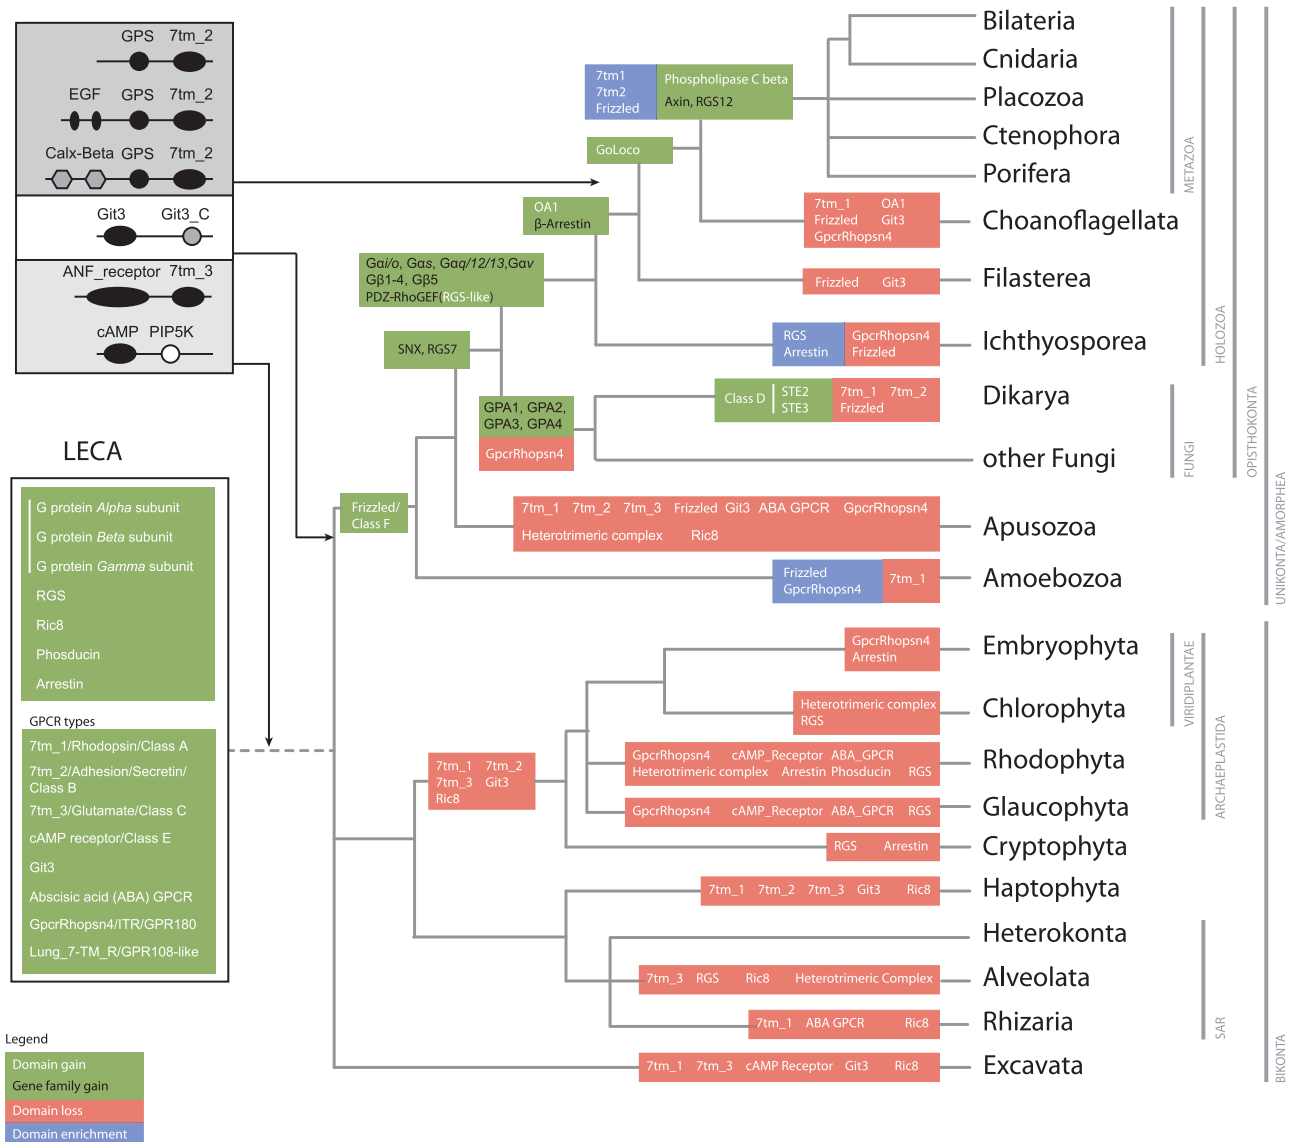 GPS 7tm_2
EGF GPS 7tm_2
Calx-Beta GPS 7tm_2
Git3 Git3_C
ANF_receptor 7tm_3
cAMP PIP5K
LECA
G protein Alpha subunit
G protein Beta subunit
G protein Gamma subunit
RGS
Ric8
Phosducin
Arrestin
GPCR types
7tm_1/Rhodopsin/Class A
7tm_2/Adhesion/Secretin/
Class B
7tm_3/Glutamate/Class C
cAMP receptor/Class E
Git3
Abscisic acid (ABA) GPCR
GpcrRhopsn4/ITR/GPR180
Lung_7-TM_R/GPR108-like
Legend
Domain gain
Gene family gain
Domain loss
Domain enrichment
7tm1
7tm2
Frizzled
Phospholipase C beta
Axin, RGS12
GoLoco
OA1
β-Arrestin
Gαi/o, Gαs, Gαq/12/13,Gαv
Gβ1-4, Gβ5
PDZ-RhoGEF(RGS-like)
SNX, RGS7
GPA1, GPA2,
GPA3, GPA4
GpcrRhopsn4
Frizzled/
Class F
7tm_1 7tm_2
7tm_3 Git3
Ric8
Bilateria
Cnidaria
Placozoa
Ctenophora
Porifera
7tm_1 OA1
Frizzled Git3
GpcrRhopsn4
Choanoflagellata
Frizzled Git3
Filasterea
RGS
Arrestin
GpcrRhopsn4
Frizzled
Ichthyosporea
Class D
STE2
STE3
7tm_1 7tm_2
Frizzled
Dikarya
other Fungi
7tm_1 7tm_2 7tm_3 Frizzled Git3 ABA GPCR GpcrRhopsn4
Heterotrimeric complex Ric8
Apusozoa
Frizzled
GpcrRhopsn4
7tm_1
Amoebozoa
GpcrRhopsn4
Arrestin
Embryophyta
Heterotrimeric complex
RGS
Chlorophyta
GpcrRhopsn4 cAMP_Receptor ABA_GPCR
Heterotrimeric complex Arrestin Phosducin RGS
Rhodophyta
GpcrRhopsn4 cAMP_Receptor ABA_GPCR RGS
Glaucophyta
RGS Arrestin
Cryptophyta
7tm_1 7tm_2 7tm_3 Git3 Ric8
Haptophyta
Heterokonta
7tm_3 RGS Ric8 Heterotrimeric Complex
Alveolata
7tm_1 ABA GPCR Ric8
Rhizaria
7tm_1 7tm_3 cAMP Receptor Git3 Ric8
Excavata
METAZOA
HOLOZOA
FUNGI
OPISTHOKONTA
UNIKONTA/AMORPHEA
VIRIDIPLANTAE
ARCHAEPLASTIDA
SAR
BIKONTA